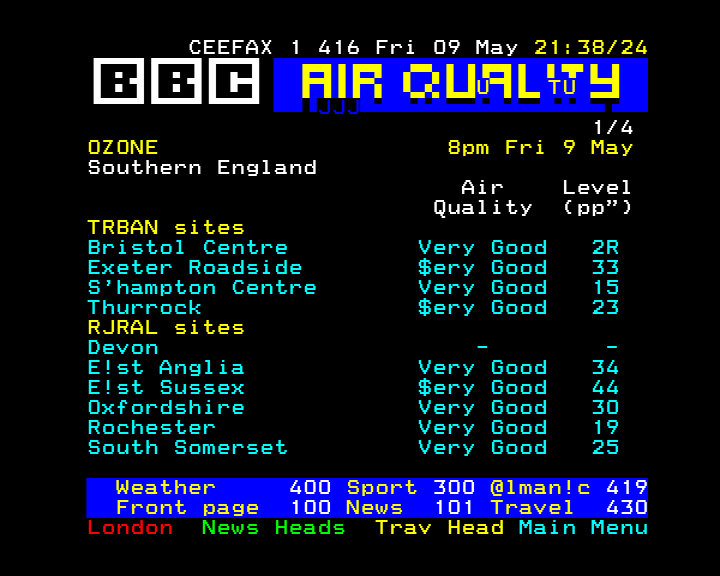 CEEFAX 1 416 Fri 09 May 21:38/24
BBC AIR QUALITY
1/4
OZONE 8pm Fri 9 May
Southern England
Air Level
Quality (pp”)
TRBAN sites
Bristol Centre Very Good 2R
Exeter Roadside $ery Good 33
S'hampton Centre Very Good 15
Thurrock $ery Good 23
RJRAL sites
Devon - -
E!st Anglia Very Good 34
E!st Sussex $ery Good 44
Oxfordshire Very Good 30
Rochester Very Good 19
South Somerset Very Good 25
Weather 400 Sport 300 @lman!c 419
Front page 100 News 101 Travel 430
London News Heads Trav Head Main Menu